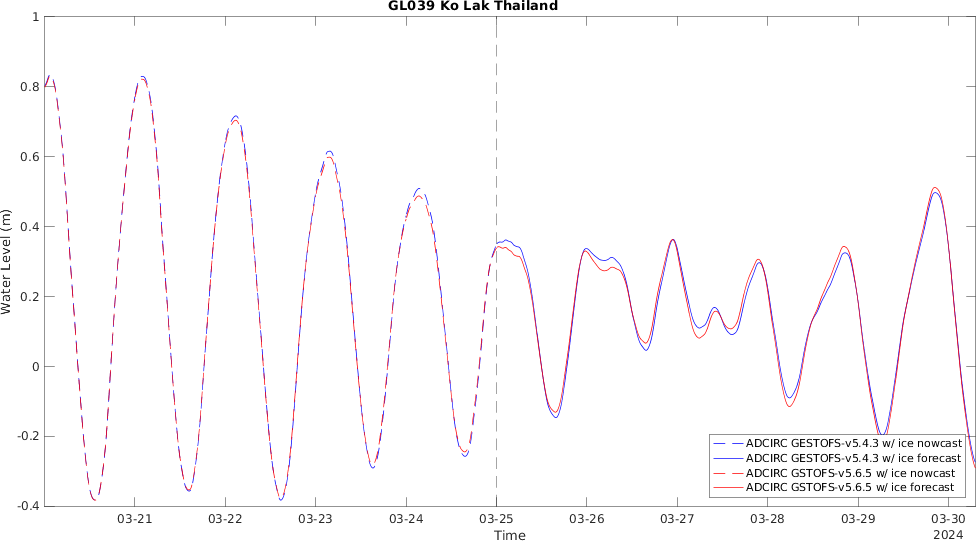 GL039 Ko Lak Thailand
1
0.8
0.6
0.4
0.2
0
-0.2
-0.4
Water Level (m)
03-21 03-22 03-23 03-24 03-25 03-26 03-27 03-28 03-29 03-30
Time
2024
ADCIRC GESTOFS-v5.4.3 w/ ice nowcast
ADCIRC GESTOFS-v5.4.3 w/ ice forecast
ADCIRC GSTOFS-v5.6.5 w/ ice nowcast
ADCIRC GSTOFS-v5.6.5 w/ ice forecast